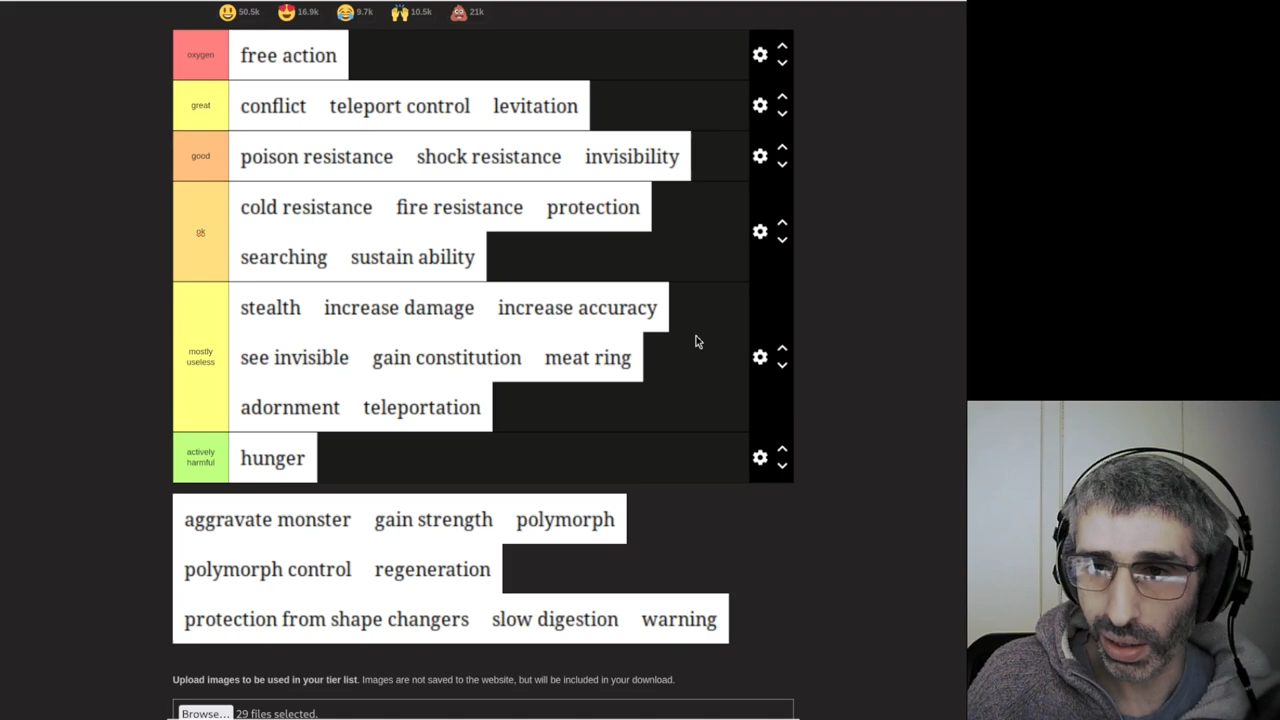 50.5k 16.9k 9.7k 10.5k 21k
oxygen free action
great conflict teleport control levitation
good poison resistance shock resistance invisibility
ok cold resistance fire resistance protection
searching sustain ability
mostly useless stealth increase damage increase accuracy
see invisible gain constitution meat ring
adornment teleportation
actively harmful hunger
aggravate monster gain strength polymorph
polymorph control regeneration
protection from shape changers slow digestion warning
Upload images to be used in your tier list. Images are not saved to the website, but will be included in your download.
Browse... 29 files selected.